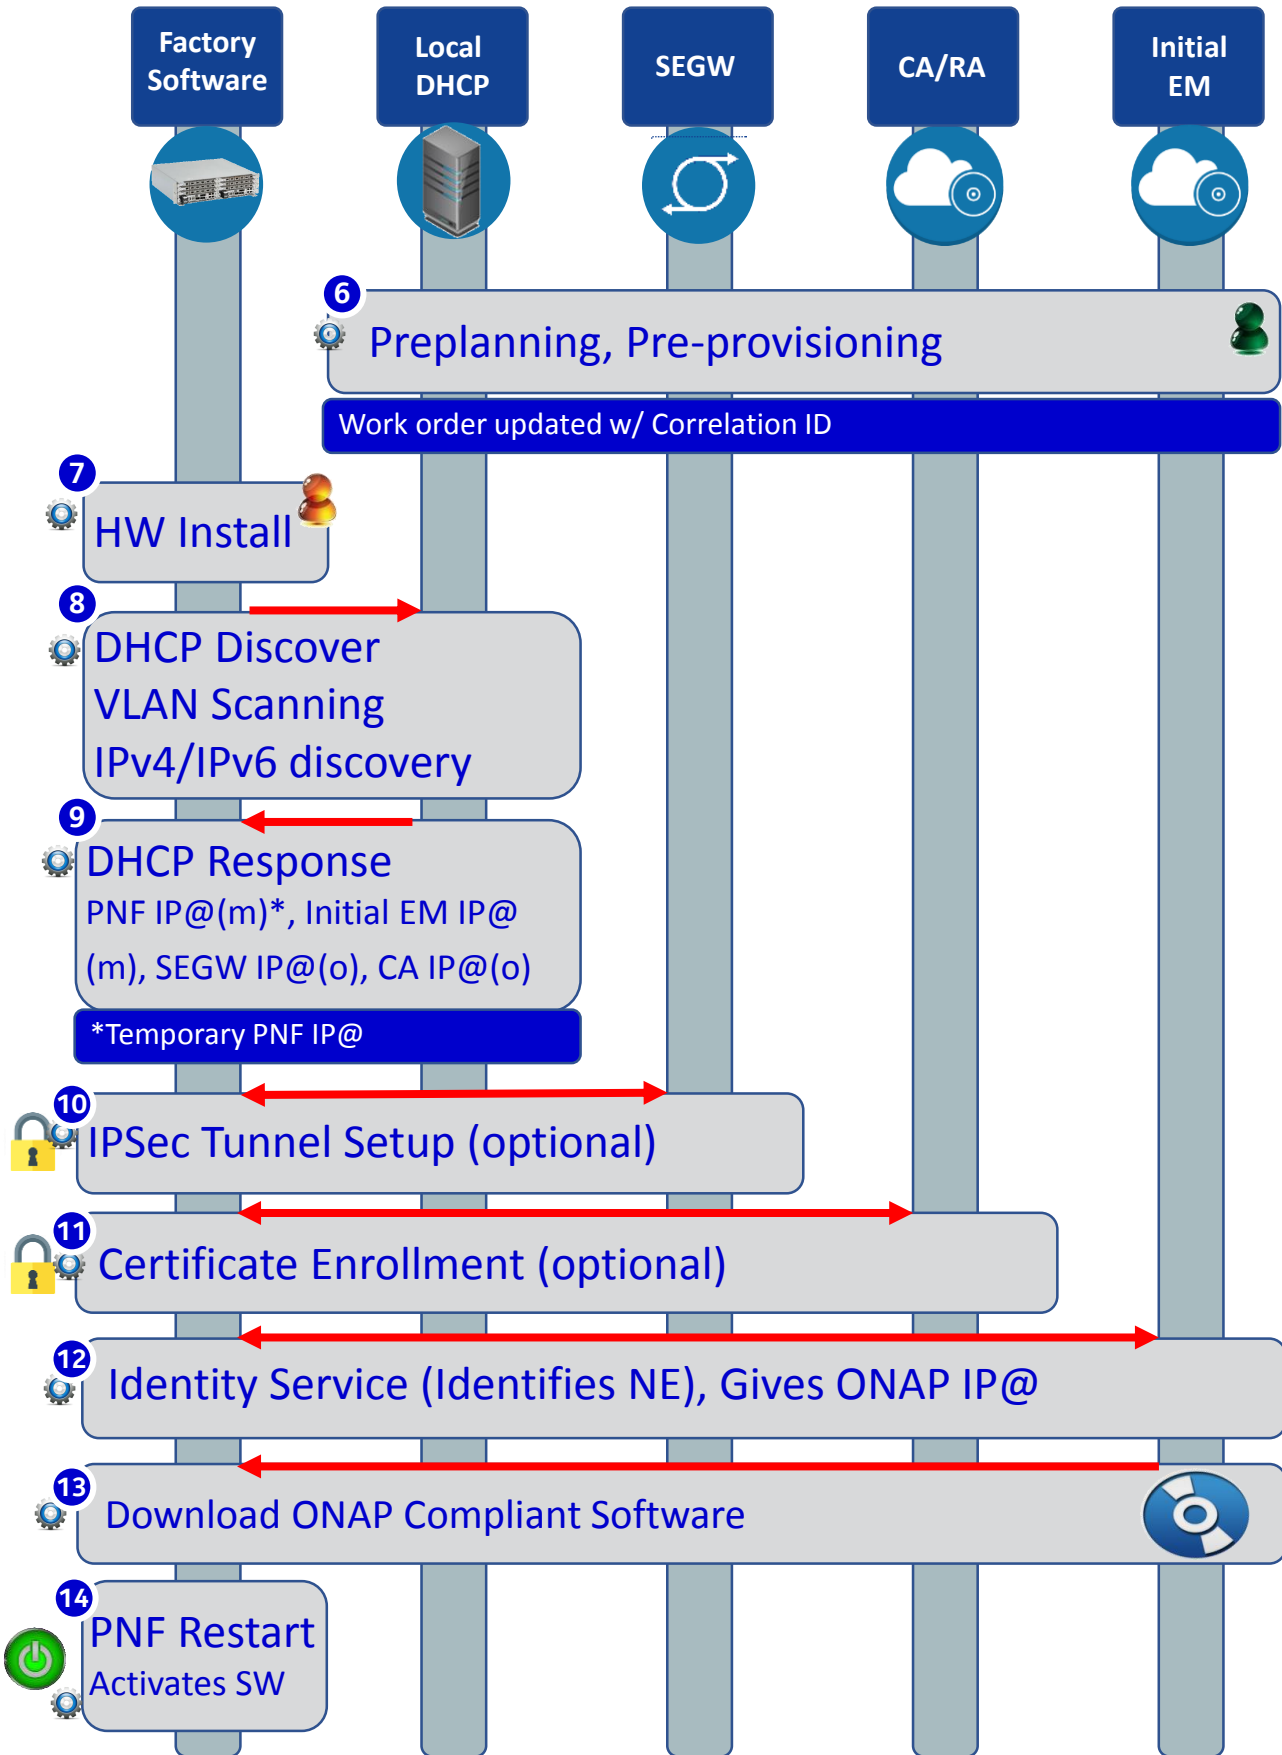 Factory
Software
Local
DHCP
SEGW
CA/RA
Initial
EM
6
Preplanning, Pre-provisioning
Work order updated w/ Correlation ID
7
HW Install
8
DHCP Discover
VLAN Scanning
IPv4/IPv6 discovery
9
DHCP Response
PNF IP@(m)*, Initial EM IP@
(m), SEGW IP@(o), CA IP@(o)
*Temporary PNF IP@
10
IPSec Tunnel Setup (optional)
11
Certificate Enrollment (optional)
12
Identity Service (Identifies NE), Gives ONAP IP@
13
Download ONAP Compliant Software
14
PNF Restart
Activates SW